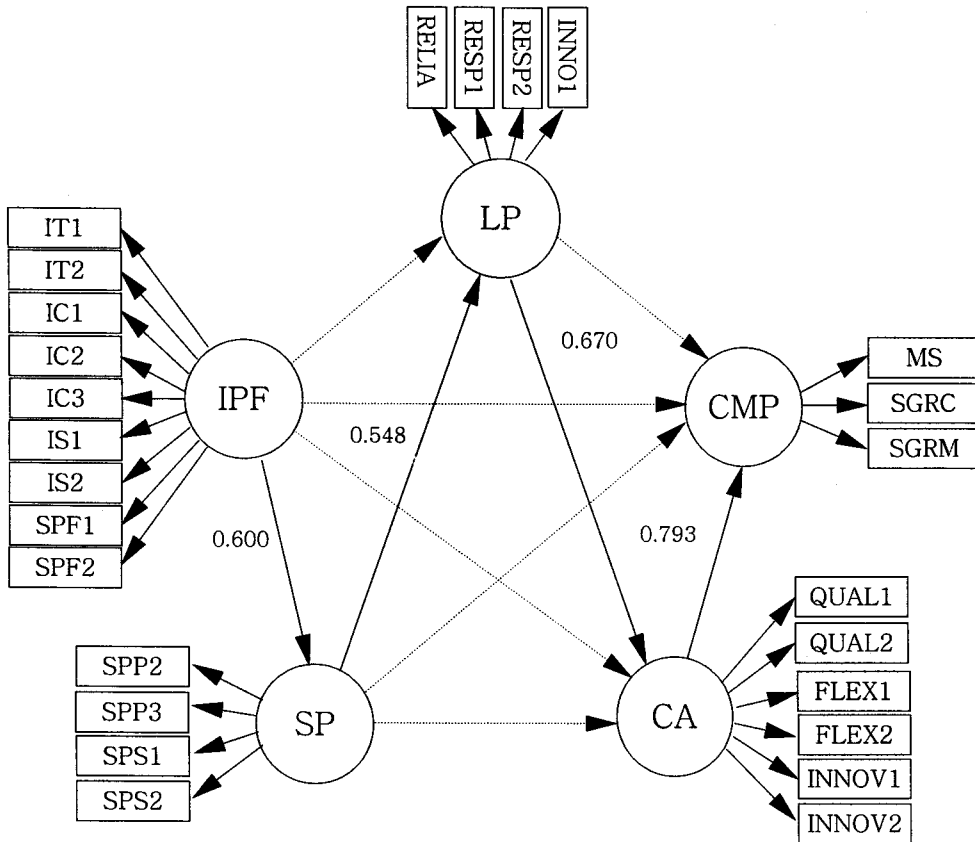 RELIA
RESP1
RESP2
INNO1
LP
IT1
IT2
IC1
IC2
IC3
IS1
IS2
SPF1
SPF2
IPF
0.670
CMP
MS
SGRC
SGRM
0.548
0.600
0.793
SPP2
SPP3
SPS1
SPS2
SP
CA
QUAL1
QUAL2
FLEX1
FLEX2
INNOV1
INNOV2